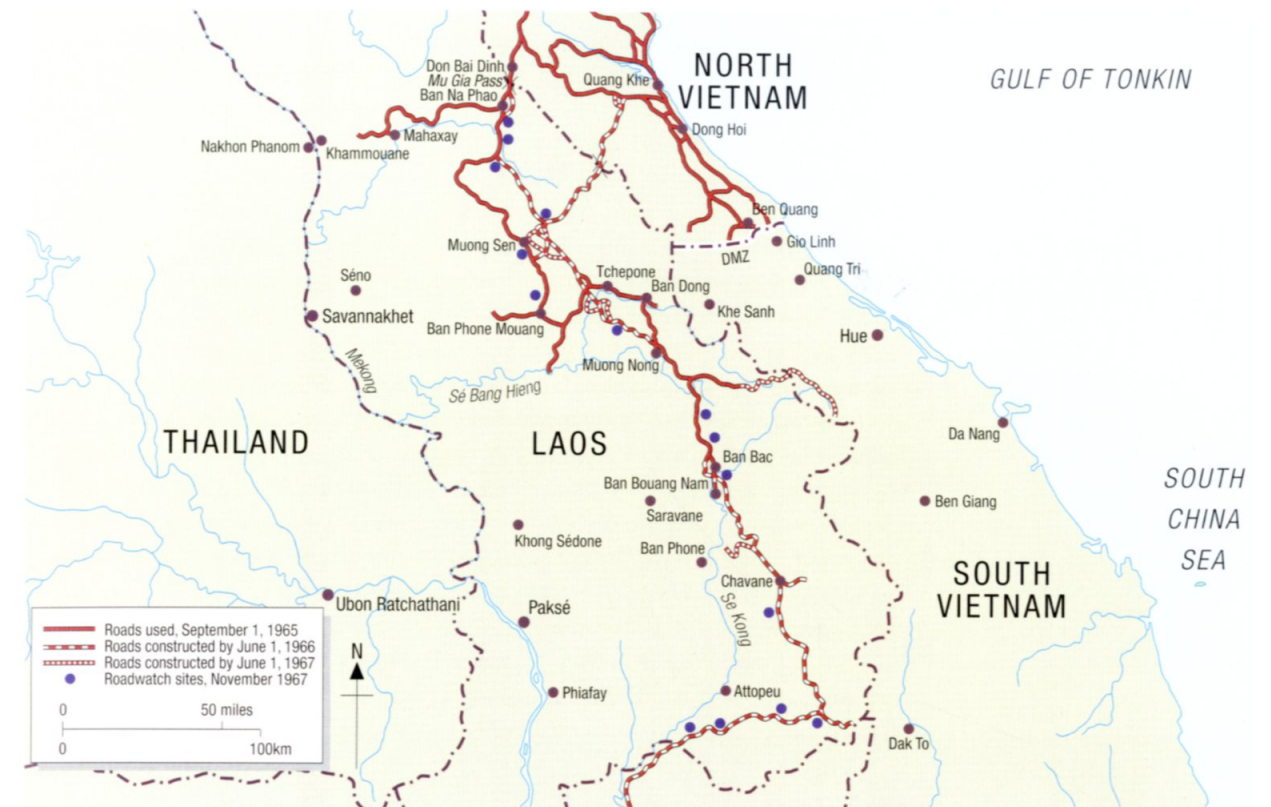 NORTH
VIETNAM
GULF OF TONKIN
Don Bai Dinh
Mu Gia Pass
Ban Na Phao
Quang Khe
Mahaxay
Dong Hoi
Nakhon Phanom
Khammouane
Ben Quang
Gio Linh
DMZ
Muong Sen
Quang Tri
Séno
Tchepone
Ban Dong
Savannakhet
Khe Sanh
Ban Phone Mouang
Hue
Mekong
Muong Nong
Sé Bang Hieng
THAILAND
LAOS
Da Nang
Ban Bac
SOUTH
CHINA
SEA
Ban Bouang Nam
Saravane
Ben Giang
Khong Sédone
Ban Phone
SOUTH
VIETNAM
Chavane
Se Kong
Ubon Ratchathani
Paksé
Phiafay
Attopeu
Dak To
Roads used, September 1, 1965
Roads constructed by June 1, 1966
Roads constructed by June 1, 1967
Roadwatch sites, November 1967
0 50 miles
0 100km
N